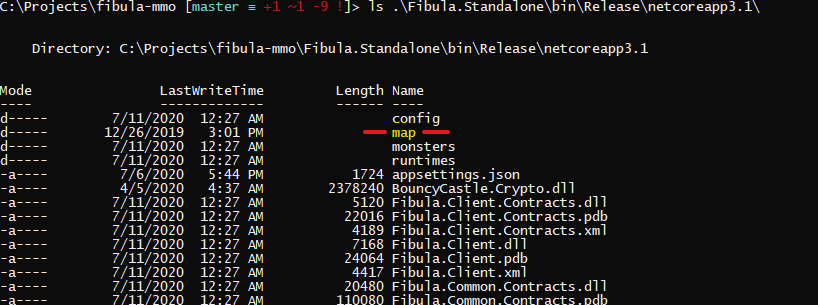 C:\Projects\fibula-mmo [master ≡ +1 ~1 -9 !]> ls .\Fibula.Standalone\bin\Release\netcoreapp3.1\
Directory: C:\Projects\fibula-mmo\Fibula.Standalone\bin\Release\netcoreapp3.1
Mode LastWriteTime Length Name
---- ------------- ------ ----
d----- 7/11/2020 12:27 AM config
d----- 12/26/2019 3:01 PM map
d----- 7/11/2020 12:27 AM monsters
d----- 7/11/2020 12:27 AM runtimes
-a---- 7/6/2020 5:44 PM 1724 appsettings.json
-a---- 4/5/2020 4:37 AM 2378240 BouncyCastle.Crypto.dll
-a---- 7/11/2020 12:27 AM 5120 Fibula.Client.Contracts.dll
-a---- 7/11/2020 12:27 AM 22016 Fibula.Client.Contracts.pdb
-a---- 7/11/2020 12:27 AM 4189 Fibula.Client.Contracts.xml
-a---- 7/11/2020 12:27 AM 7168 Fibula.Client.dll
-a---- 7/11/2020 12:27 AM 24064 Fibula.Client.pdb
-a---- 7/11/2020 12:27 AM 4417 Fibula.Client.xml
-a---- 7/11/2020 12:27 AM 20480 Fibula.Common.Contracts.dll
-a---- 7/11/2020 12:27 AM 110080 Fibula.Common.Contracts.pdb